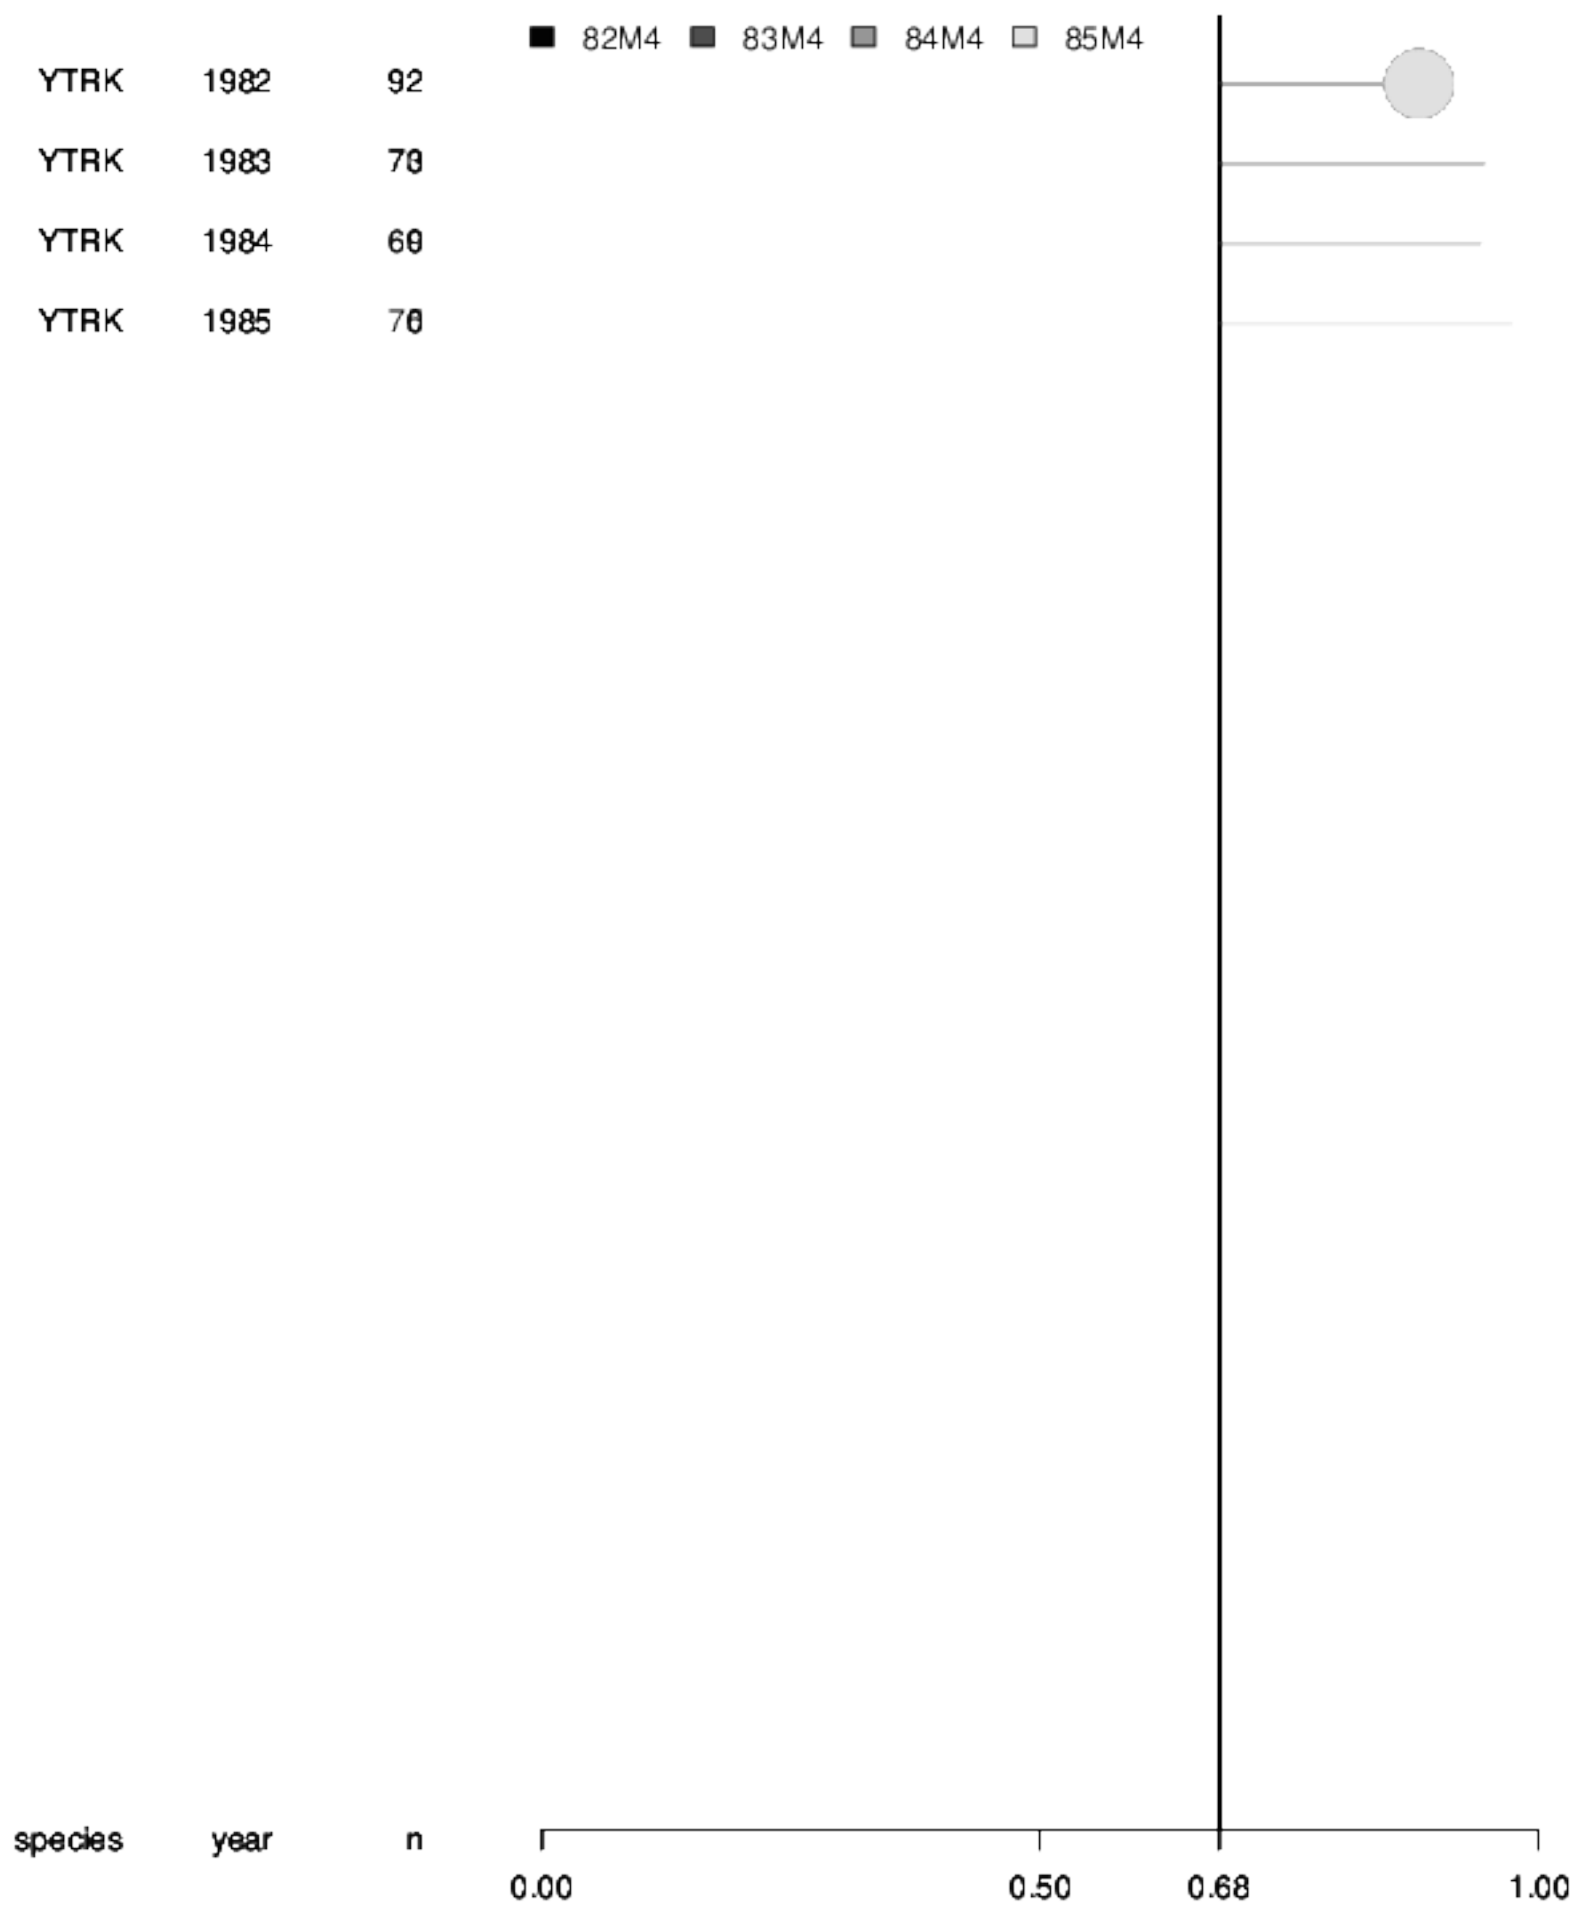 82M4 83M4 84M4 85M4
YTRK 1982 92
YTRK 1983
YTRK 1984
YTRK 1985
species year n
0.00 0.50 0.68 1.00